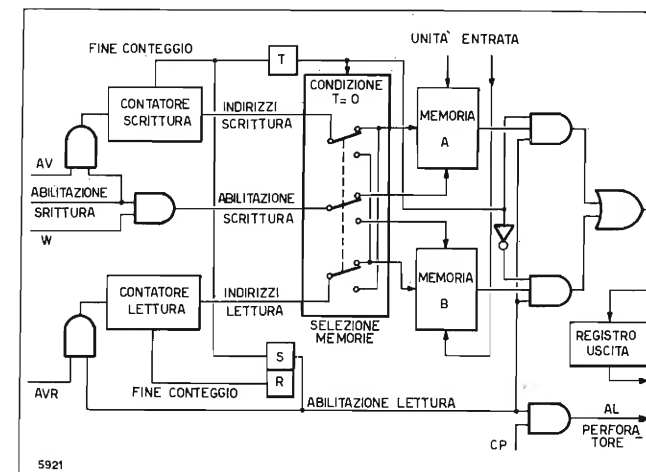 UNITÀ ENTRATA
FINE CONTEGGIO
T
CONDIZIONE
T=0
CONTATORE
SCRITTURA
INDIRIZZI
SCRITTURA
MEMORIA
A
AV
ABILITAZIONE
SRITTURA
W
ABILITAZIONE
SCRITTURA
CONTATORE
LETTURA
INDIRIZZI
LETTURA
MEMORIA
B
SELEZIONE
MEMORIE
REGISTRO
USCITA
S
R
AVR
FINE CONTEGGIO
ABILITAZIONE LETTURA
AL
PERFORA
TORE
CP
5921